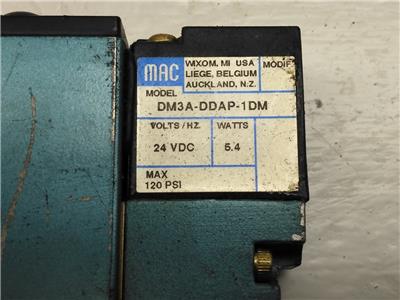 MAC
WIXOM, MI USA
LIEGE, BELGIUM
AUCKLAND, N.Z.
MODIF
MODEL
DM3A-DDAP-1DM
VOLTS/HZ. WATTS
24 VDC 5.4
MAX
120 PSI